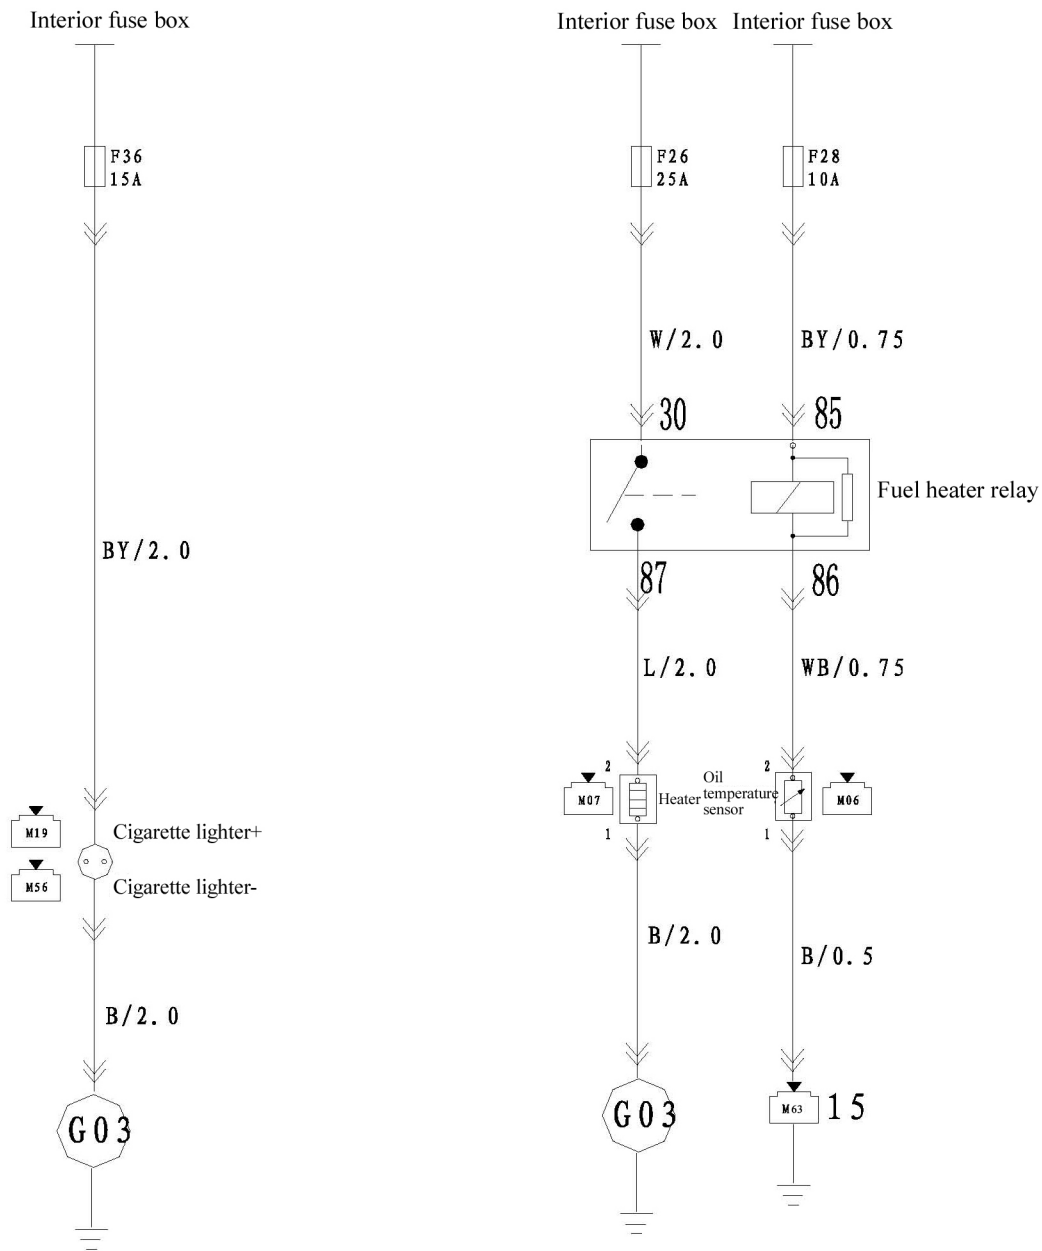 Interior fuse box
Interior fuse box
Interior fuse box
F36
15A
F26
25A
F28
10A
W/2.0
BY/0.75
30
85
Fuel heater relay
BY/2.0
87
86
L/2.0
WB/0.75
2
2
M07
Heater
Oil
temperature
sensor
M06
1
1
M19
Cigarette lighter+
M56
Cigarette lighter-
B/2.0
B/0.5
B/2.0
G03
G03
M63
15